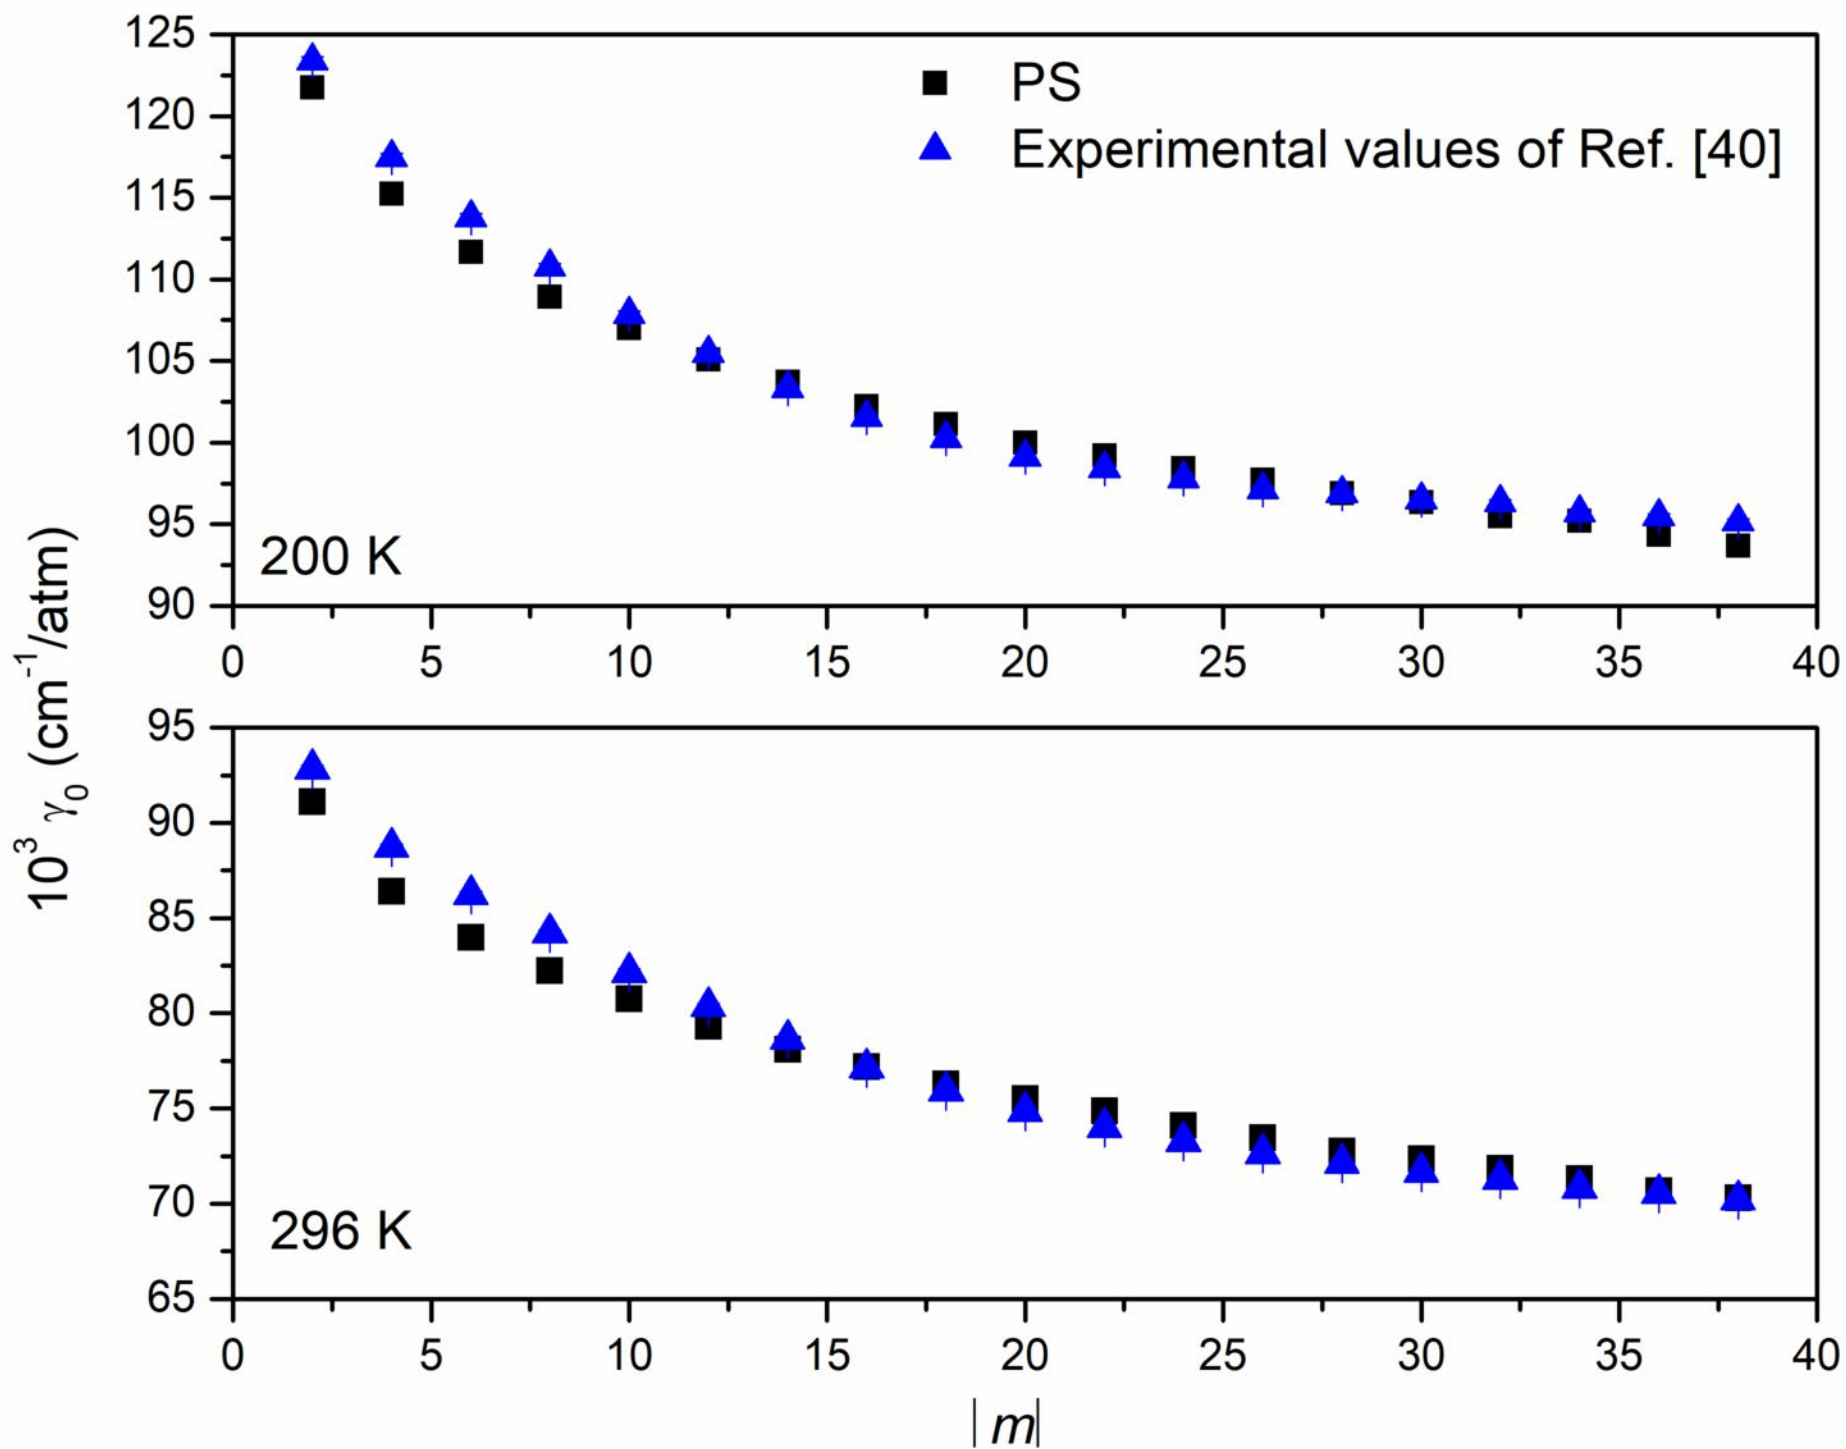 125
120
115
110
105
100
95
90
PS
Experimental values of Ref. [40]
200 K
0 5 10 15 20 25 30 35 40
10³ γ₀ (cm⁻¹/atm)
95
90
85
80
75
70
65
296 K
0 5 10 15 20 25 30 35 40
|m|